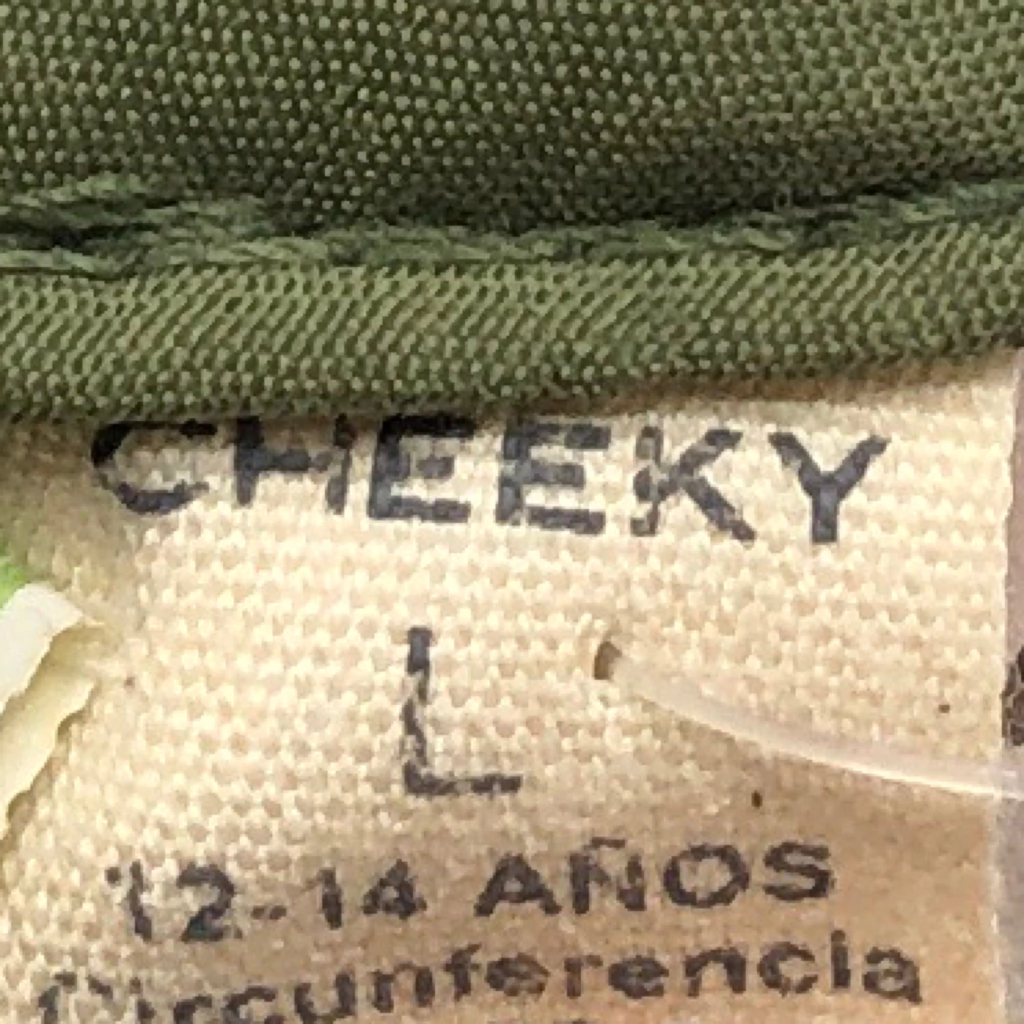 CHEEKY
L
12-14 AÑOS
Circunferencia